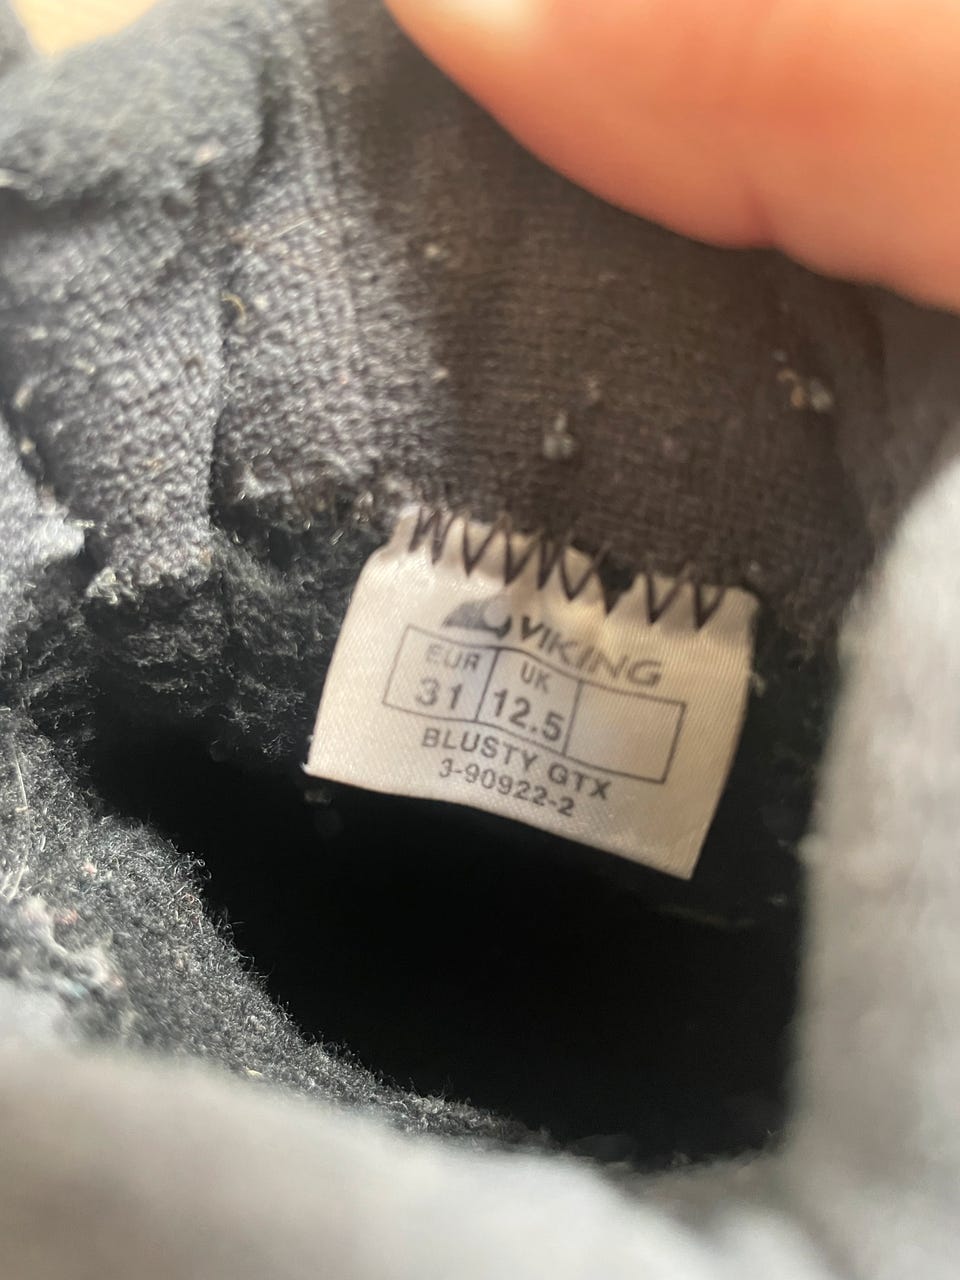 VIKING
EUR UK
31 12.5
BLUSTY GTX
3-90922-2